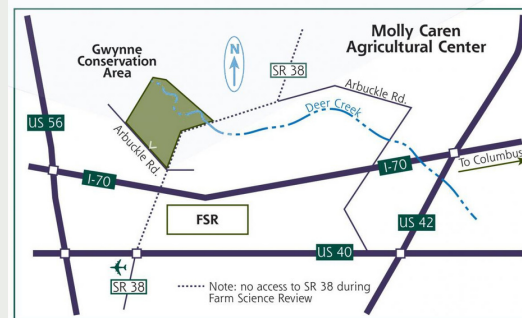 Molly Caren
Agricultural Center
Gwynne
Conservation
Area
N
SR 38
Arbuckle Rd.
Deer Creek
US 56
Arbuckle Rd.
I-70
I-70
To Columbus
FSR
US 42
US 40
SR 38
Note: no access to SR 38 during
Farm Science Review